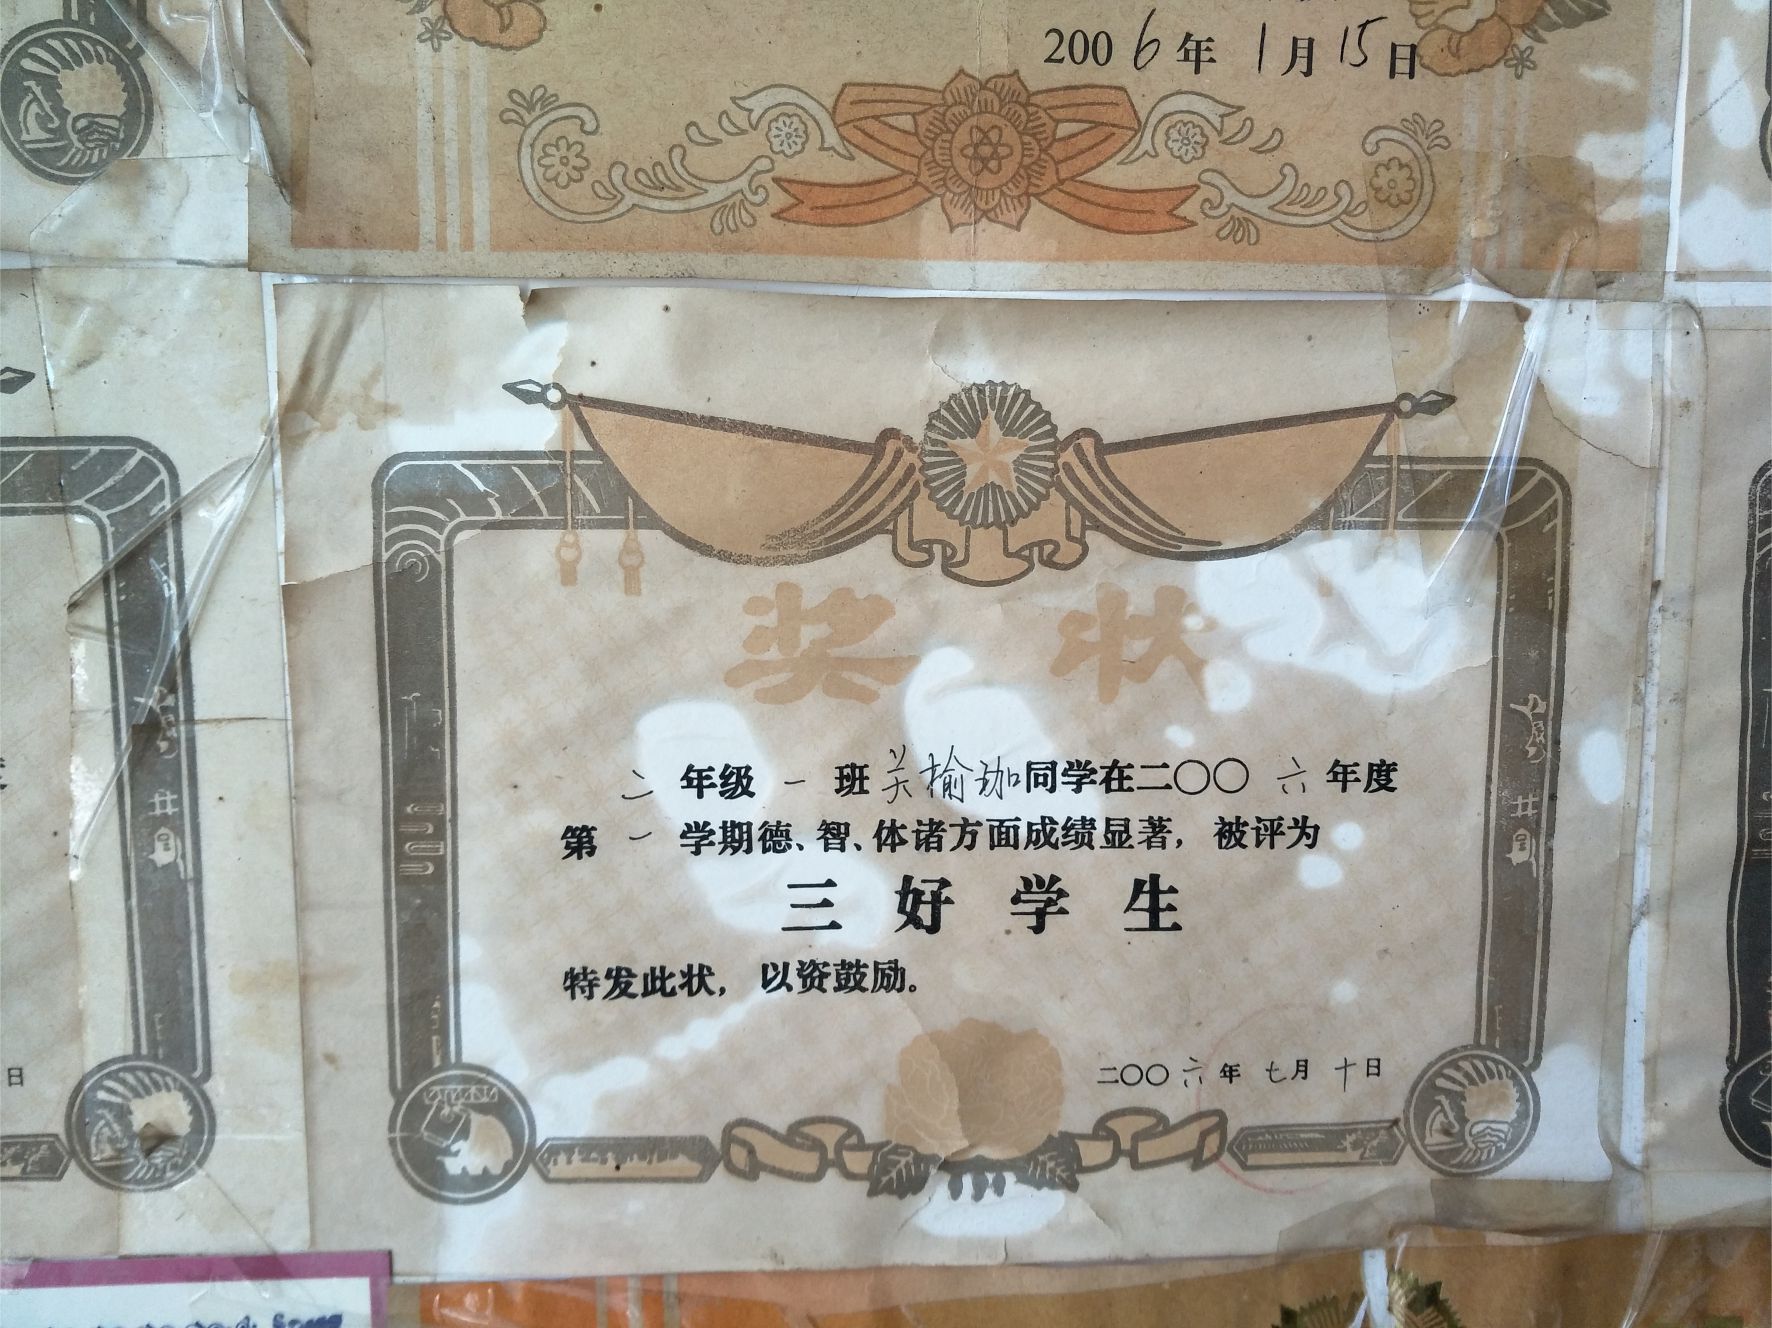 2006年1月15日
奖状
二年级一班关榆珈同学在二〇〇六年度
第一学期德、智、体诸方面成绩显著，被评为
三好学生
特发此状，以资鼓励。
二〇〇六年七月十日
日